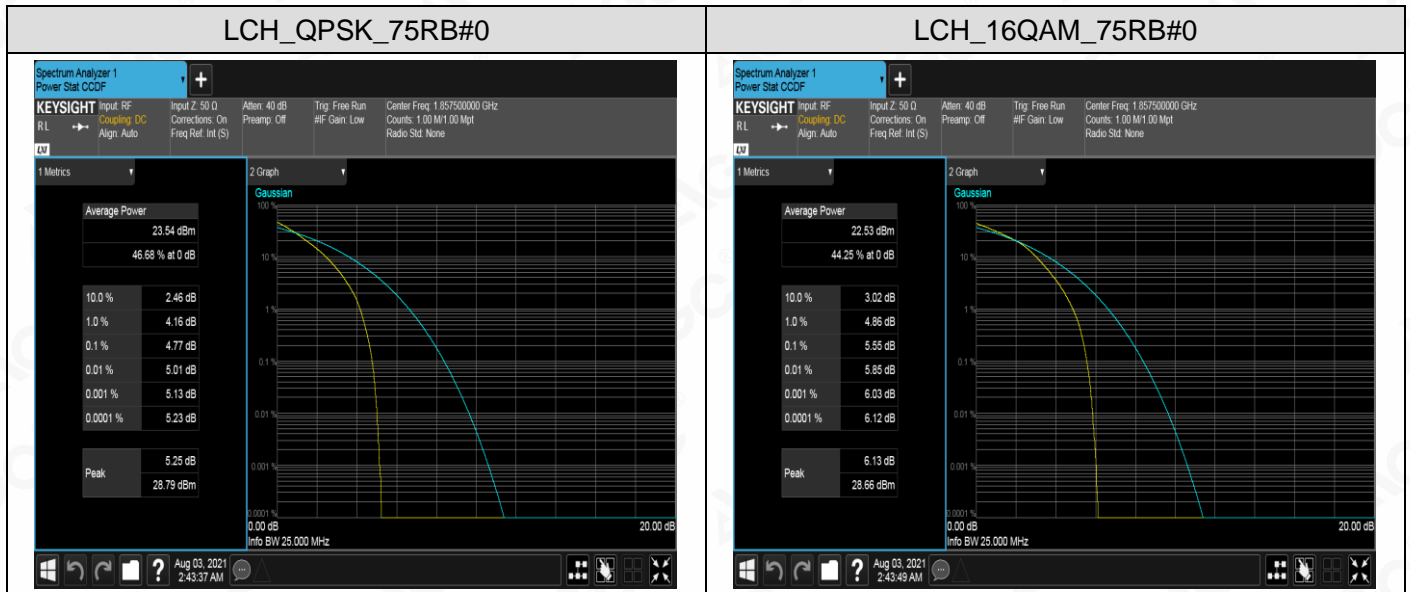 LCH_QPSK_75RB#0
LCH_16QAM_75RB#0
Spectrum Analyzer 1
Power Stat CCDF
+
KEYSIGHT
RL
LXI
Input: RF
Coupling: DC
Align: Auto
Input Z: 50 Ω
Corrections: On
Freq Ref: Int (S)
Atten: 40 dB
Preamp: Off
Trig: Free Run
#IF Gain: Low
Center Freq: 1.857500000 GHz
Counts: 1.00 M/1.00 Mpt
Radio Std: None
1 Metrics
Average Power
23.54 dBm
46.68 % at 0 dB
10.0 % 2.46 dB
1.0 % 4.16 dB
0.1 % 4.77 dB
0.01 % 5.01 dB
0.001 % 5.13 dB
0.0001 % 5.23 dB
Peak
5.25 dB
28.79 dBm
2 Graph
Gaussian
100 %
10 %
1 %
0.1 %
0.01 %
0.001 %
0.0001 %
0.00 dB
20.00 dB
Info BW 25.000 MHz
?
Aug 03, 2021
2:43:37 AM
Spectrum Analyzer 1
Power Stat CCDF
+
KEYSIGHT
RL
LXI
Input: RF
Coupling: DC
Align: Auto
Input Z: 50 Ω
Corrections: On
Freq Ref: Int (S)
Atten: 40 dB
Preamp: Off
Trig: Free Run
#IF Gain: Low
Center Freq: 1.857500000 GHz
Counts: 1.00 M/1.00 Mpt
Radio Std: None
1 Metrics
Average Power
22.53 dBm
44.25 % at 0 dB
10.0 % 3.02 dB
1.0 % 4.86 dB
0.1 % 5.55 dB
0.01 % 5.85 dB
0.001 % 6.03 dB
0.0001 % 6.12 dB
Peak
6.13 dB
28.66 dBm
2 Graph
Gaussian
100 %
10 %
1 %
0.1 %
0.01 %
0.001 %
0.0001 %
0.00 dB
20.00 dB
Info BW 25.000 MHz
?
Aug 03, 2021
2:43:49 AM